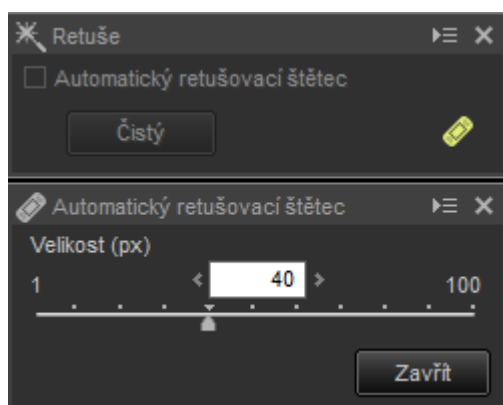 Retuše
Automatický retušovací štětec
Čistý
Automatický retušovací štětec
Velikost (px)
1 40 100
Zavřít